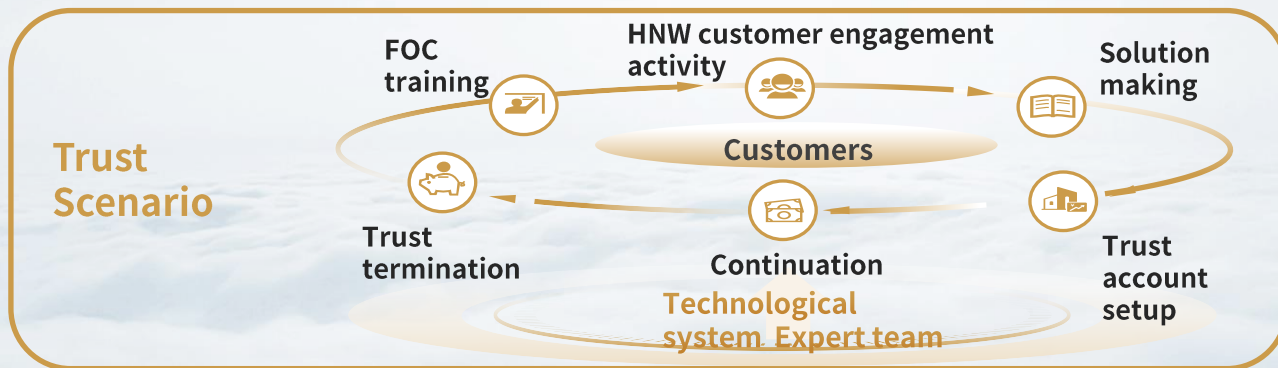 Trust
Scenario
FOC
training
HNW customer engagement
activity
Solution
making
Customers
Trust
termination
Continuation
Trust
account
setup
Technological
system Expert team